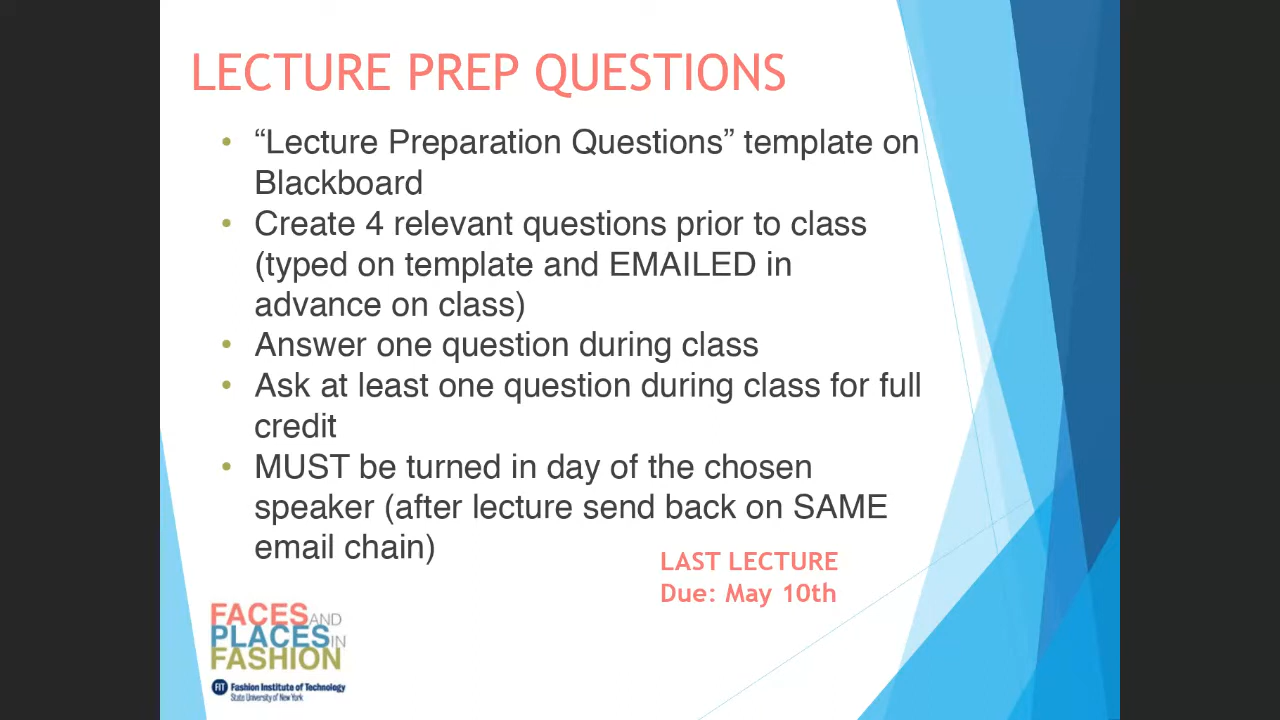 LECTURE PREP QUESTIONS
• “Lecture Preparation Questions” template on
Blackboard
• Create 4 relevant questions prior to class
(typed on template and EMAILED in
advance on class)
• Answer one question during class
• Ask at least one question during class for full
credit
• MUST be turned in day of the chosen
speaker (after lecture send back on SAME
email chain)
LAST LECTURE
Due: May 10th
FACES AND
PLACES IN
FASHION
FIT Fashion Institute of Technology
State University of New York